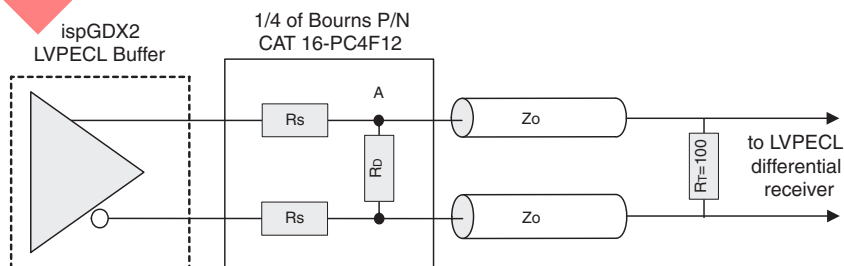 ispGDX2
LVPECL Buffer
1/4 of Bourns P/N
CAT 16-PC4F12
A
Rs
Zo
RD
RT=100
to LVPECL
differential
receiver
Rs
Zo